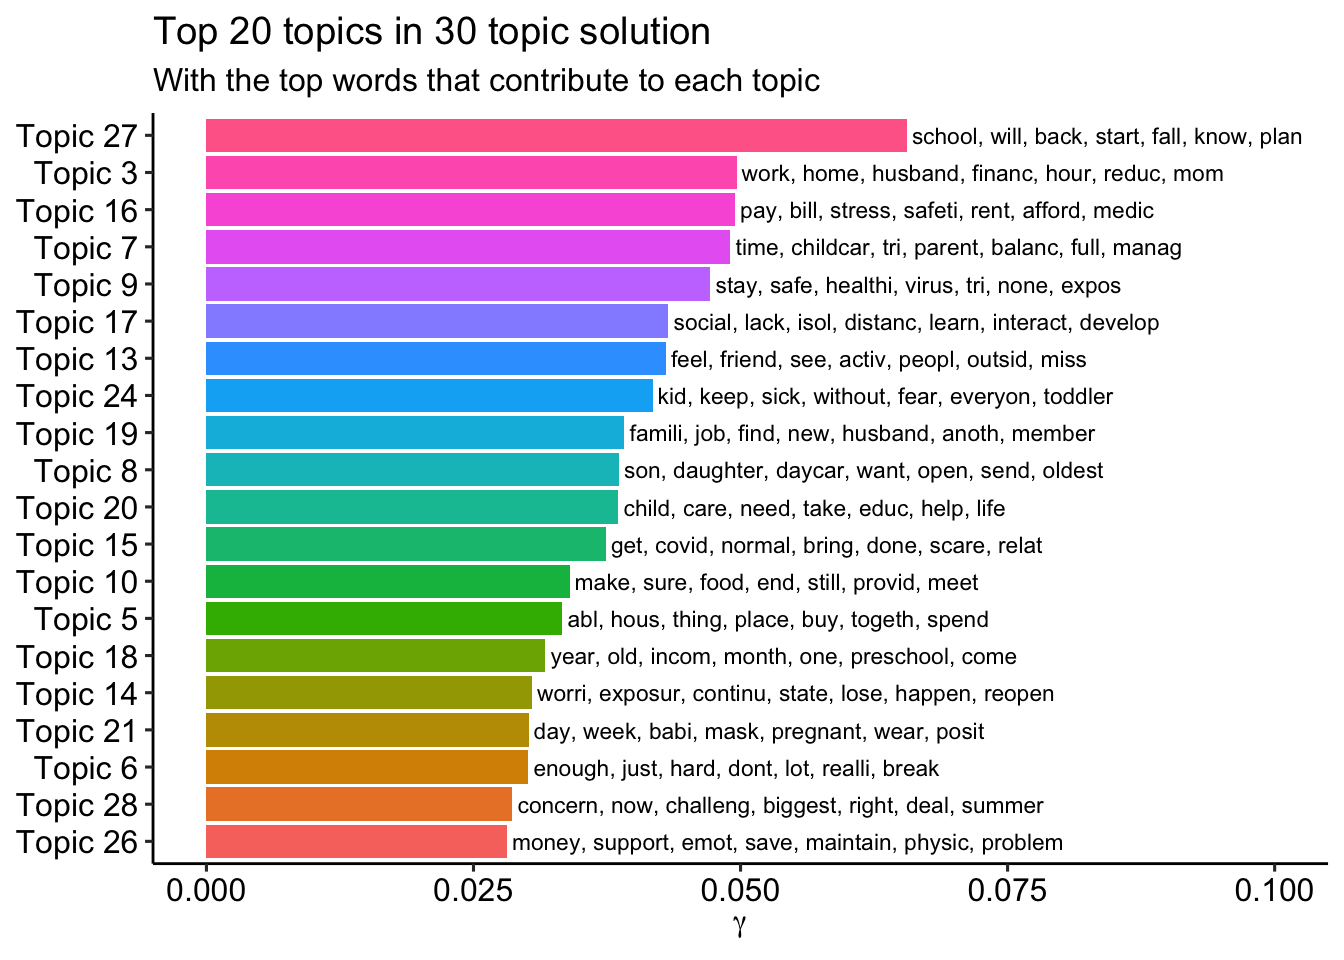 Top 20 topics in 30 topic solution
With the top words that contribute to each topic
Topic 27 school, will, back, start, fall, know, plan
Topic 3 work, home, husband, financ, hour, reduc, mom
Topic 16 pay, bill, stress, safeti, rent, afford, medic
Topic 7 time, childcar, tri, parent, balanc, full, manag
Topic 9 stay, safe, healthi, virus, tri, none, expos
Topic 17 social, lack, isol, distanc, learn, interact, develop
Topic 13 feel, friend, see, activ, peopl, outsid, miss
Topic 24 kid, keep, sick, without, fear, everyon, toddler
Topic 19 famili, job, find, new, husband, anoth, member
Topic 8 son, daughter, daycar, want, open, send, oldest
Topic 20 child, care, need, take, educ, help, life
Topic 15 get, covid, normal, bring, done, scare, relat
Topic 10 make, sure, food, end, still, provid, meet
Topic 5 abl, hous, thing, place, buy, togeth, spend
Topic 18 year, old, incom, month, one, preschool, come
Topic 14 worri, exposur, continu, state, lose, happen, reopen
Topic 21 day, week, babi, mask, pregnant, wear, posit
Topic 6 enough, just, hard, dont, lot, realli, break
Topic 28 concern, now, challeng, biggest, right, deal, summer
Topic 26 money, support, emot, save, maintain, physic, problem
0.000 0.025 0.050 0.075 0.100
γ